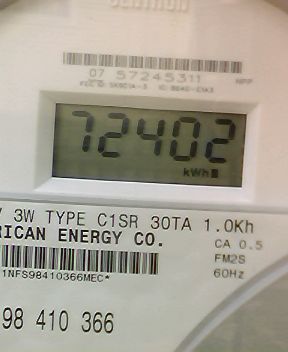 CENTRON
07 57245311
72402
kWh
V 3W TYPE C1SR 30TA 1.0Kh
RICAN ENERGY CO.
CA 0.5
FM2S
1NFS98410366MEC*
60Hz
98 410 366